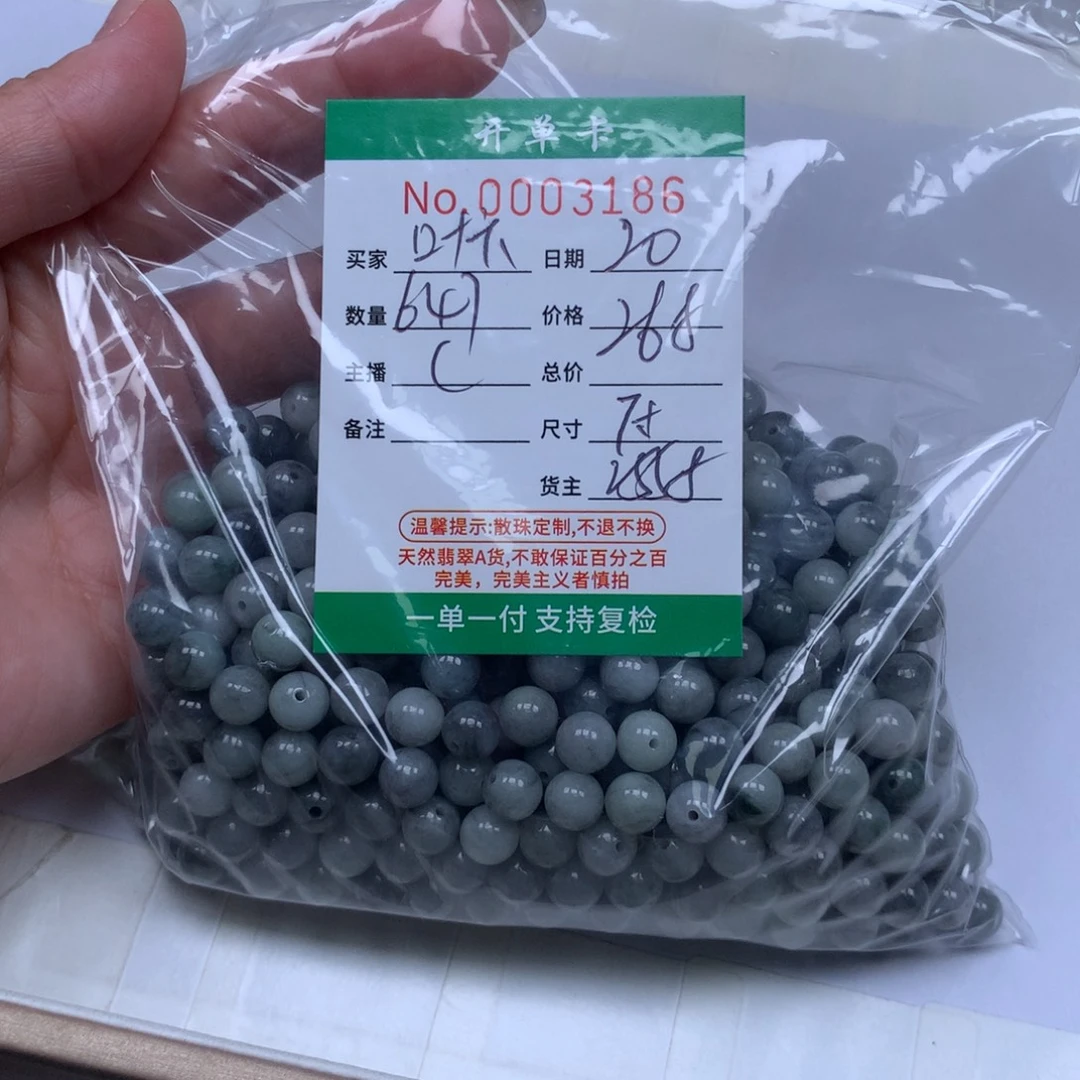 开单卡
No.0003186
买家 叶 日期 20
数量 价格 268
主播 C 总价
备注 尺寸 7寸
货主
温馨提示:散珠定制,不退不换
天然翡翠A货,不敢保证百分之百
完美，完美主义者慎拍
一单一付 支持复检